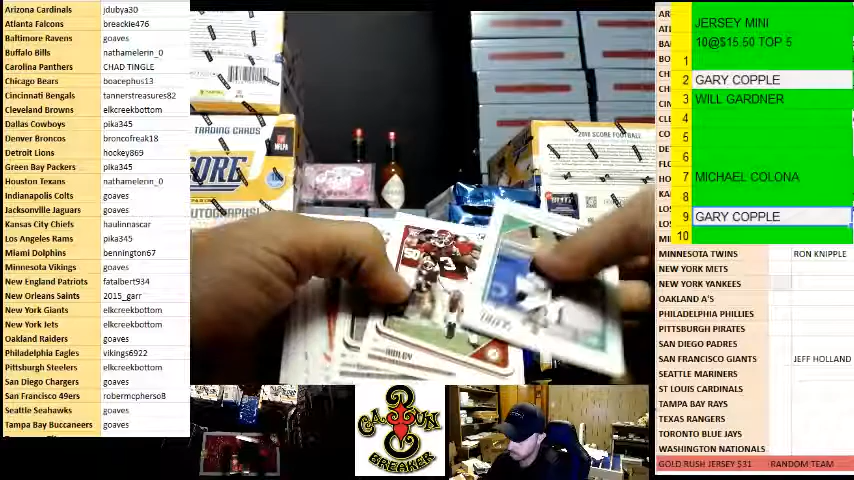 Arizona Cardinals jdubya30
Atlanta Falcons breackie476
Baltimore Ravens goaves
Buffalo Bills nathamelerin_0
Carolina Panthers CHAD TINGLE
Chicago Bears boacephus13
Cincinnati Bengals tannerstreasures82
Cleveland Browns elkcreekbottom
Dallas Cowboys pika345
Denver Broncos broncofreak18
Detroit Lions hockey869
Green Bay Packers pika345
Houston Texans nathamelerin_0
Indianapolis Colts goaves
Jacksonville Jaguars goaves
Kansas City Chiefs haulinnascar
Los Angeles Rams pika345
Miami Dolphins bennington67
Minnesota Vikings goaves
New England Patriots fatalbert934
New Orleans Saints 2015_garr
New York Giants elkcreekbottom
New York Jets elkcreekbottom
Oakland Raiders goaves
Philadelphia Eagles vikings6922
Pittsburgh Steelers elkcreekbottom
San Diego Chargers goaves
San Francisco 49ers robermcpherso8
Seattle Seahawks goaves
Tampa Bay Buccaneers goaves
TRADING CARDS
ORE
AUTOGRAPHS!
2018 SCORE FOOTBALL
RIDLEY
CAJUN
BREAKER
JERSEY MINI
10@$15.50 TOP 5
1
2 GARY COPPLE
3 WILL GARDNER
4
5
6
7 MICHAEL COLONA
8
9 GARY COPPLE
10
MINNESOTA TWINS RON KNIPPLE
NEW YORK METS
NEW YORK YANKEES
OAKLAND A'S
PHILADELPHIA PHILLIES
PITTSBURGH PIRATES
SAN DIEGO PADRES
SAN FRANCISCO GIANTS JEFF HOLLAND
SEATTLE MARINERS
ST LOUIS CARDINALS
TAMPA BAY RAYS
TEXAS RANGERS
TORONTO BLUE JAYS
WASHINGTON NATIONALS
GOLD RUSH JERSEY $31 RANDOM TEAM